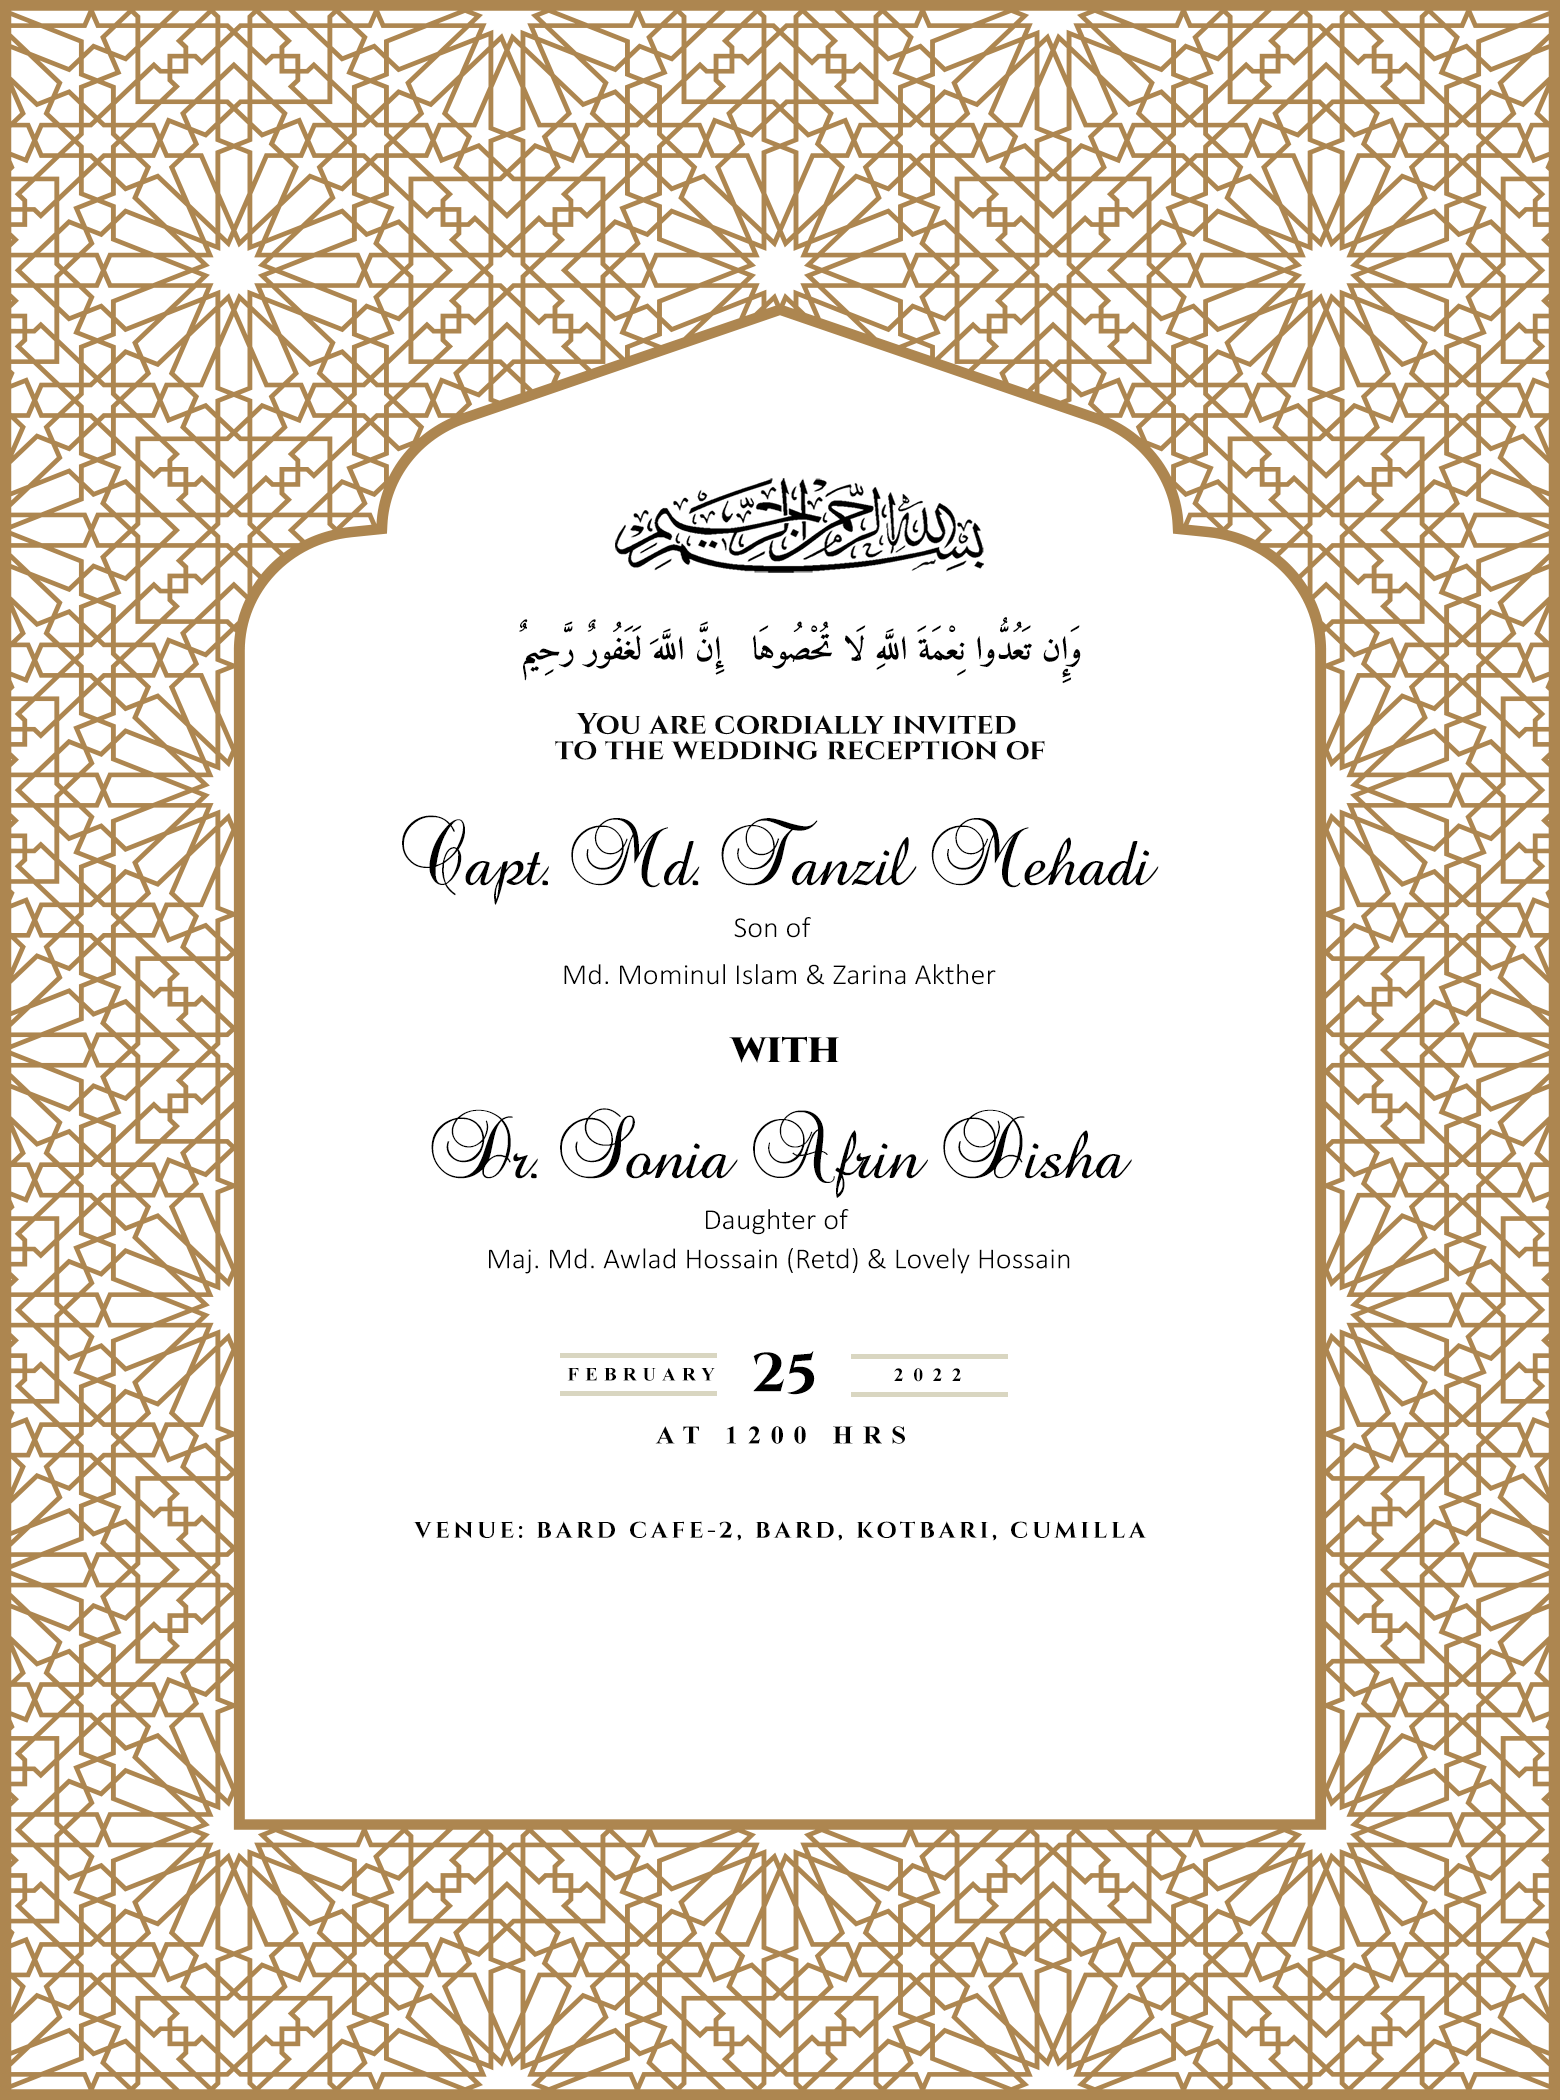 بسم الله الرحمن الرحيم
وَإِن تَعُدُّوا نِعْمَةَ اللَّهِ لَا تُحْصُوهَا إِنَّ اللَّهَ لَغَفُورٌ رَّحِيمٌ
YOU ARE CORDIALLY INVITED
TO THE WEDDING RECEPTION OF
Capt. Md. Tanzil Mehadi
Son of
Md. Mominul Islam & Zarina Akther
WITH
Dr. Sonia Afrin Disha
Daughter of
Maj. Md. Awlad Hossain (Retd) & Lovely Hossain
FEBRUARY 25 2022
AT 1200 HRS
VENUE: BARD CAFE-2, BARD, KOTBARI, CUMILLA